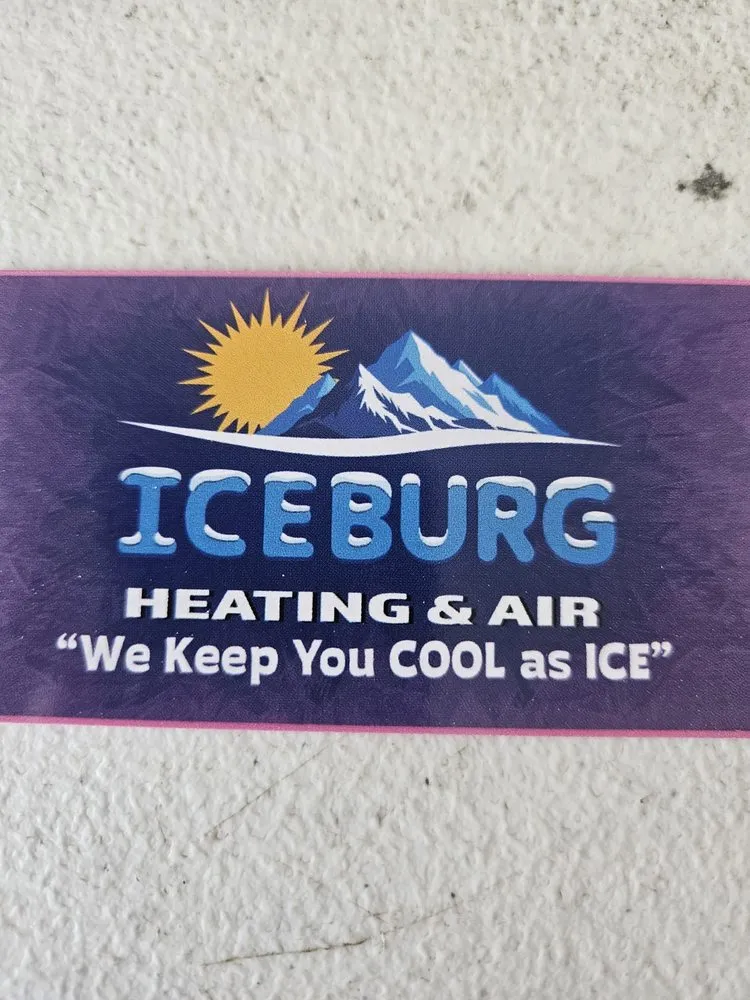 ICEBURG
HEATING & AIR
“We Keep You COOL as ICE”